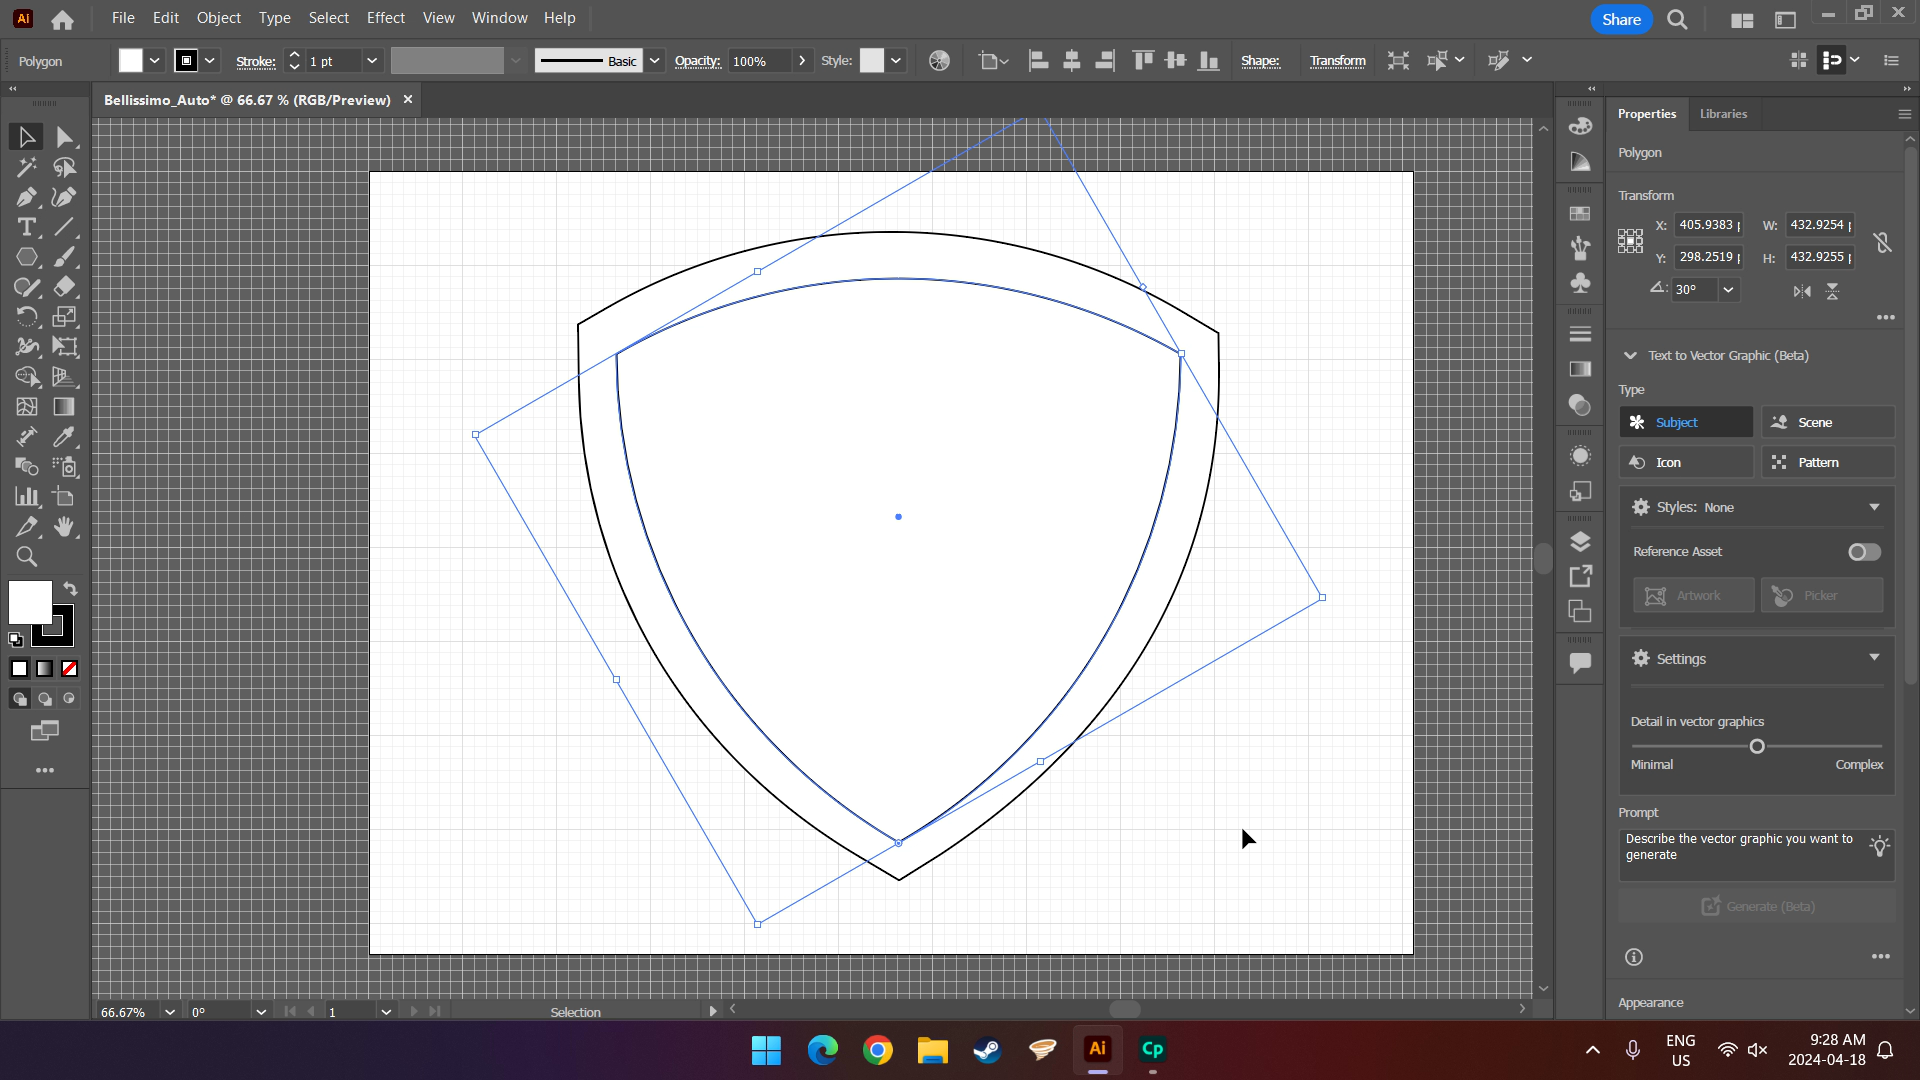 Ai File Edit Object Type Select Effect View Window Help Share
Polygon Stroke: 1 pt Basic Opacity: 100% Style: Shape: Transform
Bellissimo_Auto* @ 66.67 % (RGB/Preview) ×
Properties Libraries
Polygon
Transform
X: 405.9383 p W: 432.9254 p
Y: 298.2519 p H: 432.9255 p
30°
Text to Vector Graphic (Beta)
Type
Subject Scene
Icon Pattern
Styles: None
Reference Asset
Artwork Picker
Settings
Detail in vector graphics
Minimal Complex
Prompt
Describe the vector graphic you want to
generate
Generate (Beta)
Appearance
66.67% 0° 1 Selection
Ai Cp
ENG
US
9:28 AM
2024-04-18